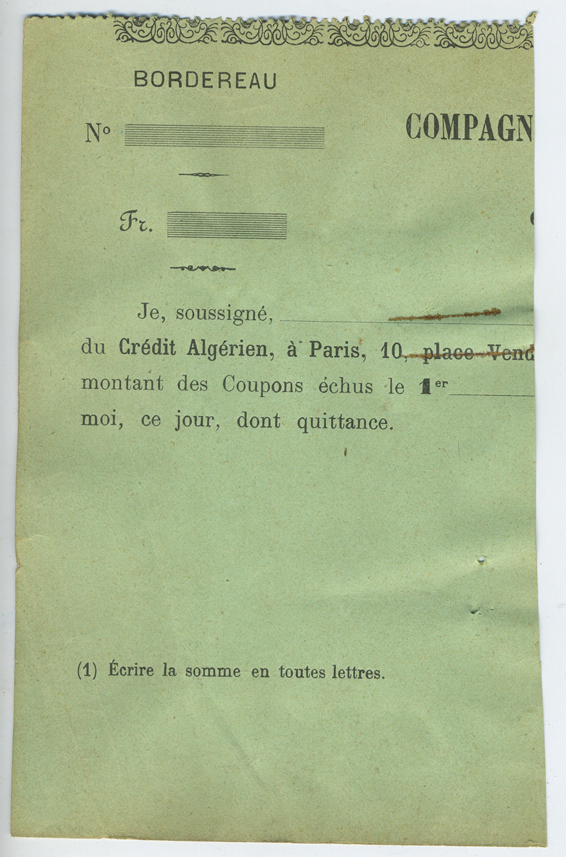 BORDEREAU
Nº
COMPAGN
Fr.
Je, soussigné,
du Crédit Algérien, à Paris, 10, place Vend
montant des Coupons échus le 1er
moi, ce jour, dont quittance.
(1) Écrire la somme en toutes lettres.